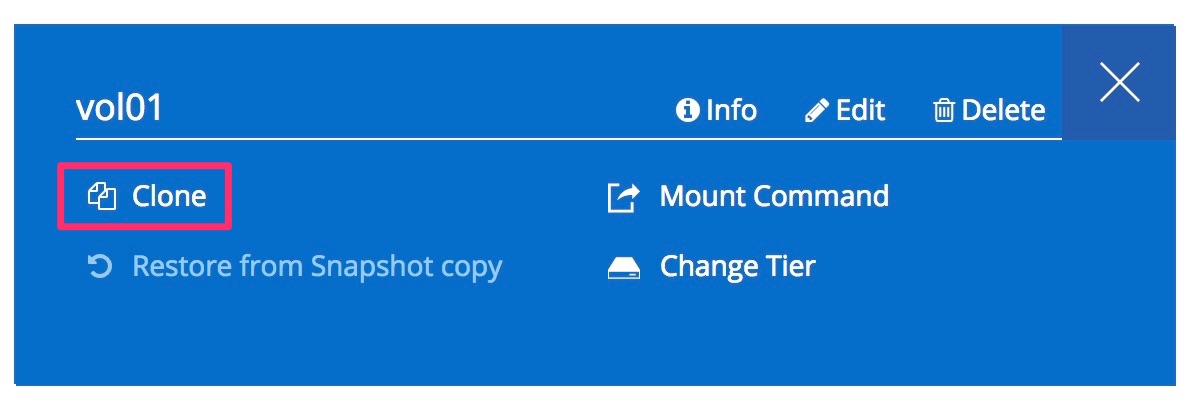 vol01
Info Edit Delete
Clone Mount Command
Restore from Snapshot copy Change Tier